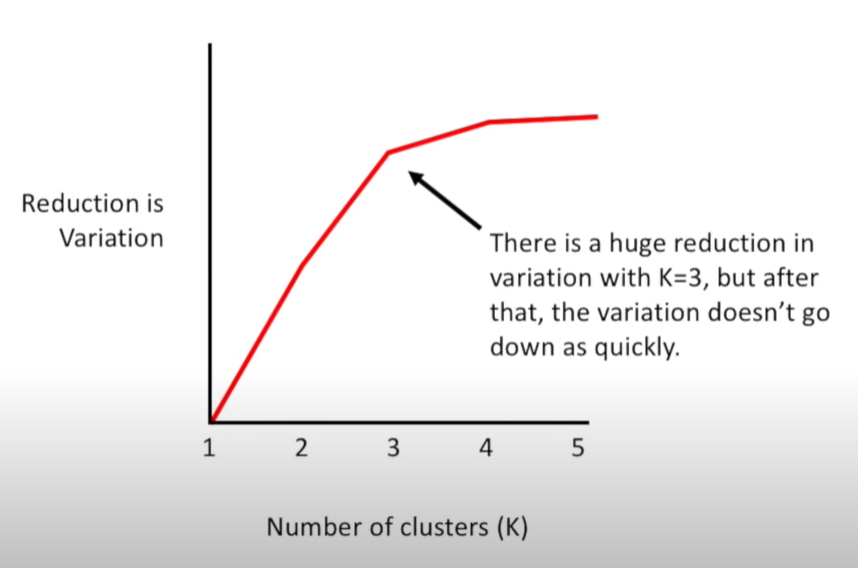 Reduction is
Variation
There is a huge reduction in
variation with K=3, but after
that, the variation doesn’t go
down as quickly.
1 2 3 4 5
Number of clusters (K)